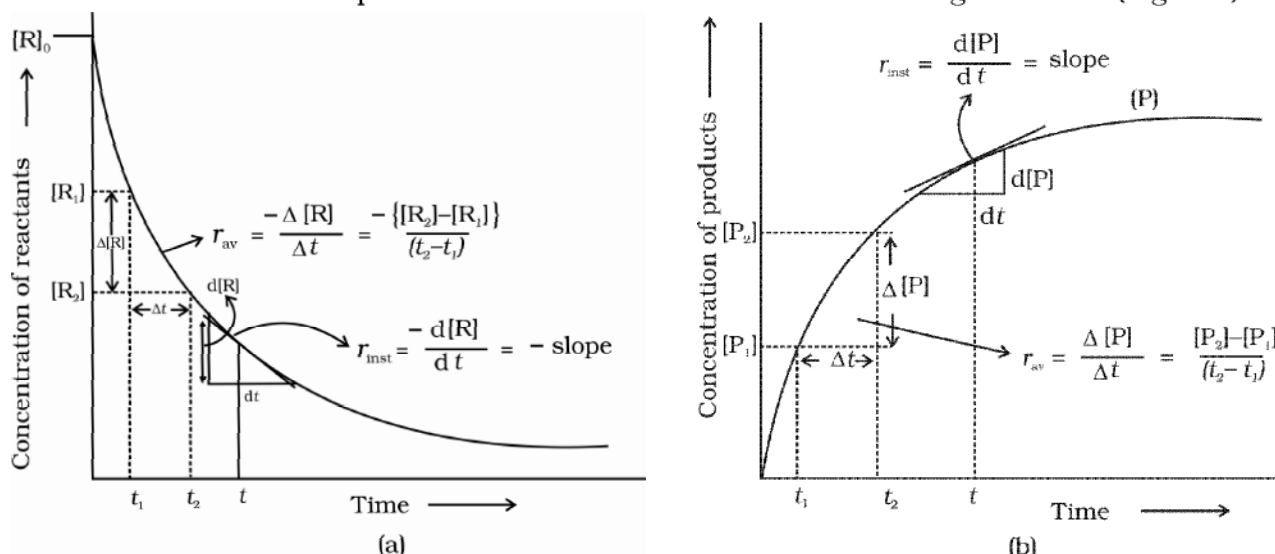 [R]₀
Concentration of reactants
[R₁]
Δ[R]
[R₂]
r_av = −Δ[R]/Δt = −{[R₂]–[R₁]}/(t₂–t₁)
d[R]
Δt
r_inst = −d[R]/dt = − slope
dt
t₁ t₂ t
Time
(a)
Concentration of products
r_inst = d[P]/dt = slope
(P)
d[P]
dt
[P₂]
Δ[P]
[P₁]
Δt
r_av = Δ[P]/Δt = [P₂]–[P₁]/(t₂– t₁)
t₁ t₂ t
Time
(b)